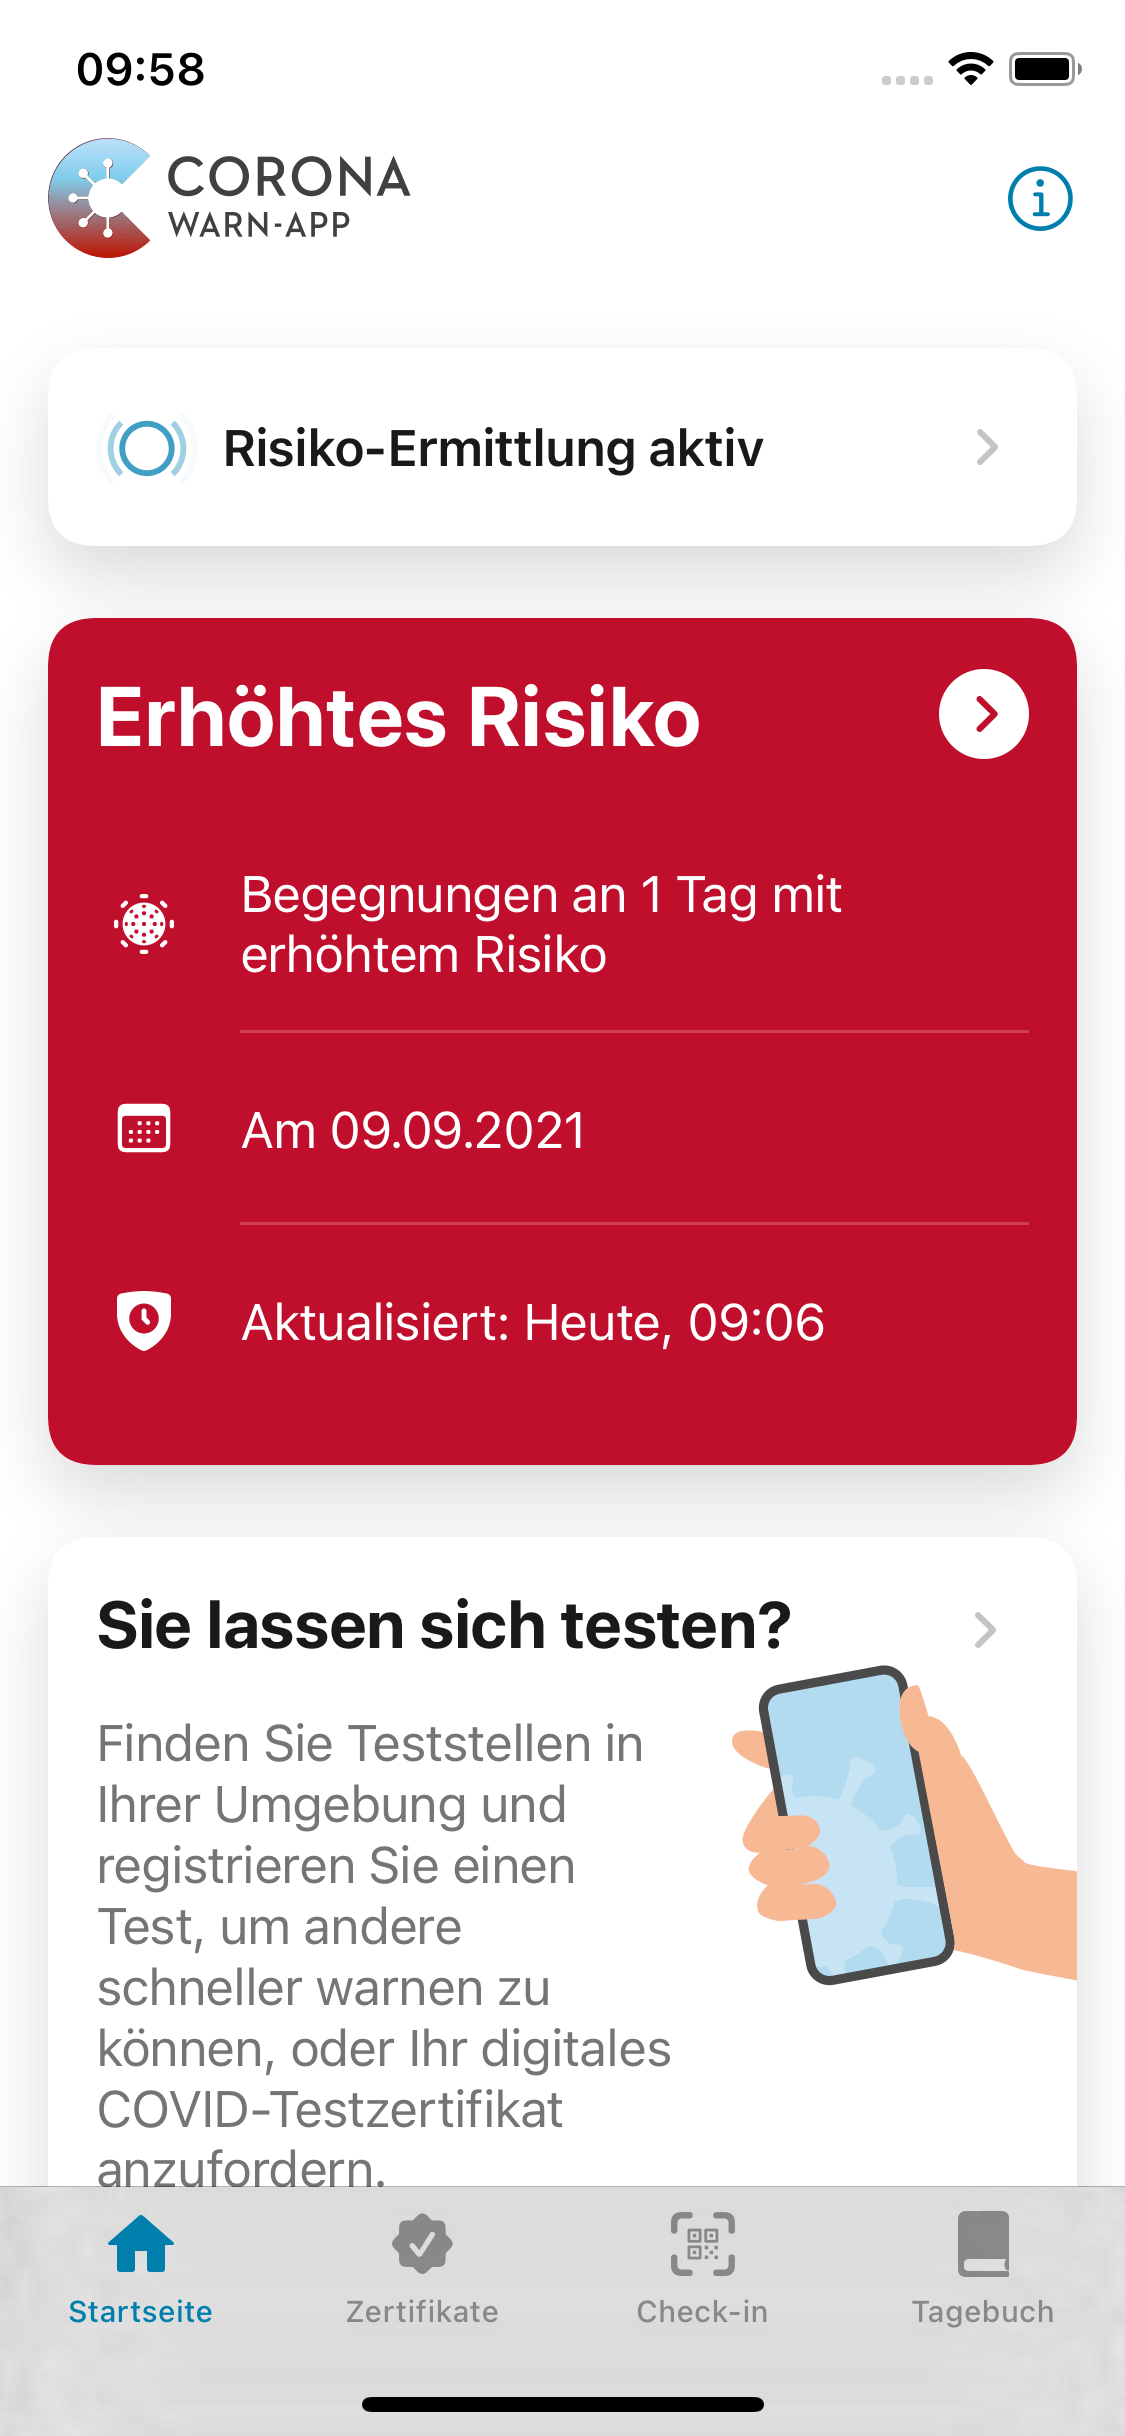 09:58
CORONA
WARN-APP
Risiko-Ermittlung aktiv
Erhöhtes Risiko
Begegnungen an 1 Tag mit
erhöhtem Risiko
Am 09.09.2021
Aktualisiert: Heute, 09:06
Sie lassen sich testen?
Finden Sie Teststellen in
Ihrer Umgebung und
registrieren Sie einen
Test, um andere
schneller warnen zu
können, oder Ihr digitales
COVID-Testzertifikat
anzufordern.
Startseite
Zertifikate
Check-in
Tagebuch